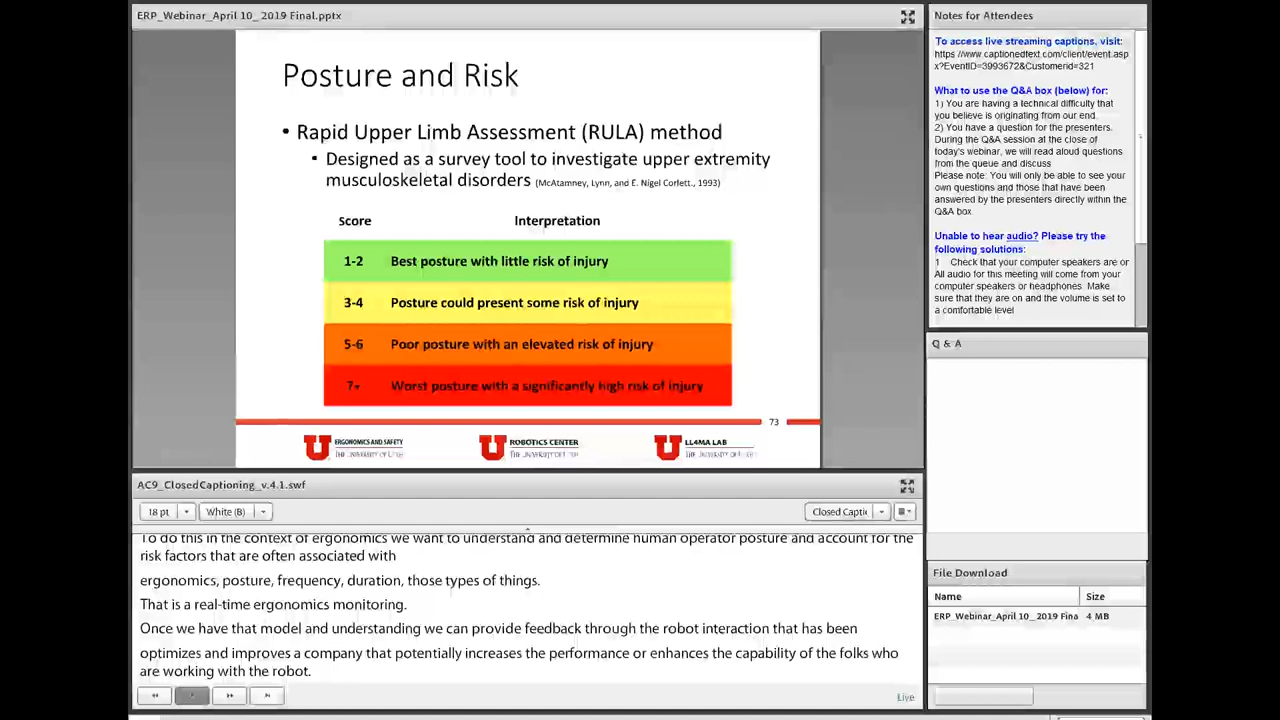 ERP_Webinar_April 10_ 2019 Final.pptx
Posture and Risk
• Rapid Upper Limb Assessment (RULA) method
• Designed as a survey tool to investigate upper extremity
musculoskeletal disorders (McAtamney, Lynn, and E. Nigel Corlett., 1993)
Score Interpretation
1-2 Best posture with little risk of injury
3-4 Posture could present some risk of injury
5-6 Poor posture with an elevated risk of injury
7+ Worst posture with a significantly high risk of injury
73
ERGONOMICS AND SAFETY
ROBOTICS CENTER
LL4MA LAB
AC9_ClosedCaptioning_v.4.1.swf
18 pt White (B) Closed Capti
To do this in the context of ergonomics we want to understand and determine human operator posture and account for the
risk factors that are often associated with
ergonomics, posture, frequency, duration, those types of things.
That is a real-time ergonomics monitoring.
Once we have that model and understanding we can provide feedback through the robot interaction that has been
optimizes and improves a company that potentially increases the performance or enhances the capability of the folks who
are working with the robot.
Live
Notes for Attendees
To access live streaming captions, visit:
https://www.captionedtext.com/client/event.asp
x?EventID=3993672&Customerid=321
What to use the Q&A box (below) for:
1) You are having a technical difficulty that
you believe is originating from our end.
2) You have a question for the presenters.
During the Q&A session at the close of
today's webinar, we will read aloud questions
from the queue and discuss
Please note: You will only be able to see your
own questions and those that have been
answered by the presenters directly within the
Q&A box
Unable to hear audio? Please try the
following solutions:
1 Check that your computer speakers are or
All audio for this meeting will come from your
computer speakers or headphones Make
sure that they are on and the volume is set to
a comfortable level
Q & A
File Download
Name Size
ERP_Webinar_April 10_ 2019 Fina 4 MB